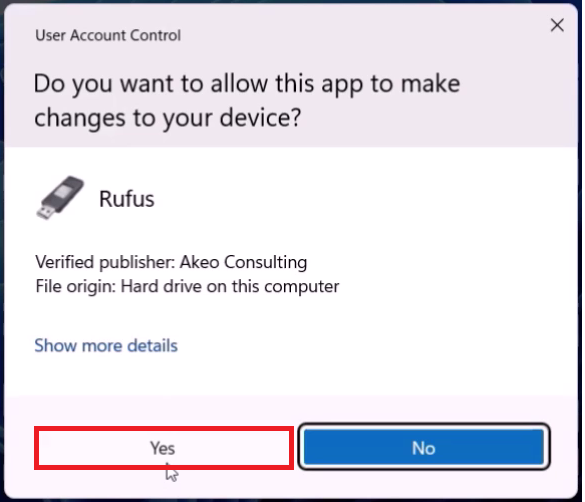 User Account Control
Do you want to allow this app to make
changes to your device?
Rufus
Verified publisher: Akeo Consulting
File origin: Hard drive on this computer
Show more details
Yes
No